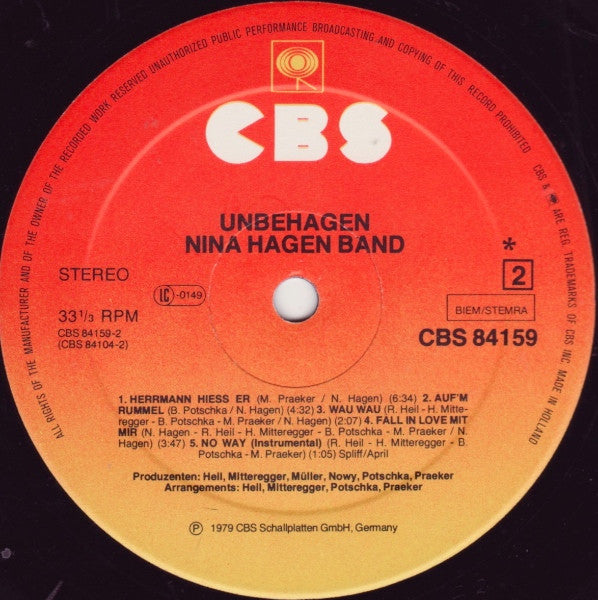 ALL RIGHTS OF THE MANUFACTURER AND OF THE OWNER OF THE RECORDED WORK RESERVED UNAUTHORIZED PUBLIC PERFORMANCE BROADCASTING AND COPYING OF THIS RECORD PROHIBITED
CBS & ARE REG. TRADEMARKS OF CBS INC. MADE IN HOLLAND
CBS
UNBEHAGEN
NINA HAGEN BAND
*
STEREO
LC -0149
2
33 1/3 RPM
BIEM/STEMRA
CBS 84159-2
CBS 84159
(CBS 84104-2)
1. HERRMANN HIESS ER (M. Praeker / N. Hagen) (6:34) 2. AUF'M
RUMMEL (B. Potschka / N. Hagen) (4:32) 3. WAU WAU (R. Heil - H. Mitte-
regger - B. Potschka - M. Praeker / N. Hagen) (2:07) 4. FALL IN LOVE MIT
MIR (N. Hagen - R. Heil - H. Mitteregger - B. Potschka - M. Praeker / N.
Hagen) (3:47) 5. NO WAY (Instrumental) (R. Heil - H. Mitteregger - B.
Potschka - M. Praeker) (1:05) Spliff/April
Produzenten: Heil, Mitteregger, Müller, Nowy, Potschka, Praeker
Arrangements: Heil, Mitteregger, Potschka, Praeker
Ⓟ 1979 CBS Schallplatten GmbH, Germany